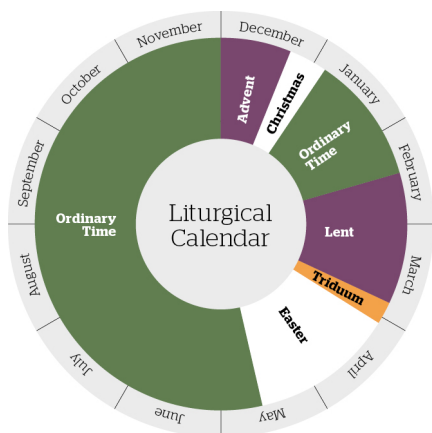 December
January
February
March
April
May
June
July
August
September
October
November
Advent
Christmas
Ordinary
Time
Lent
Triduum
Easter
Ordinary
Time
Liturgical
Calendar